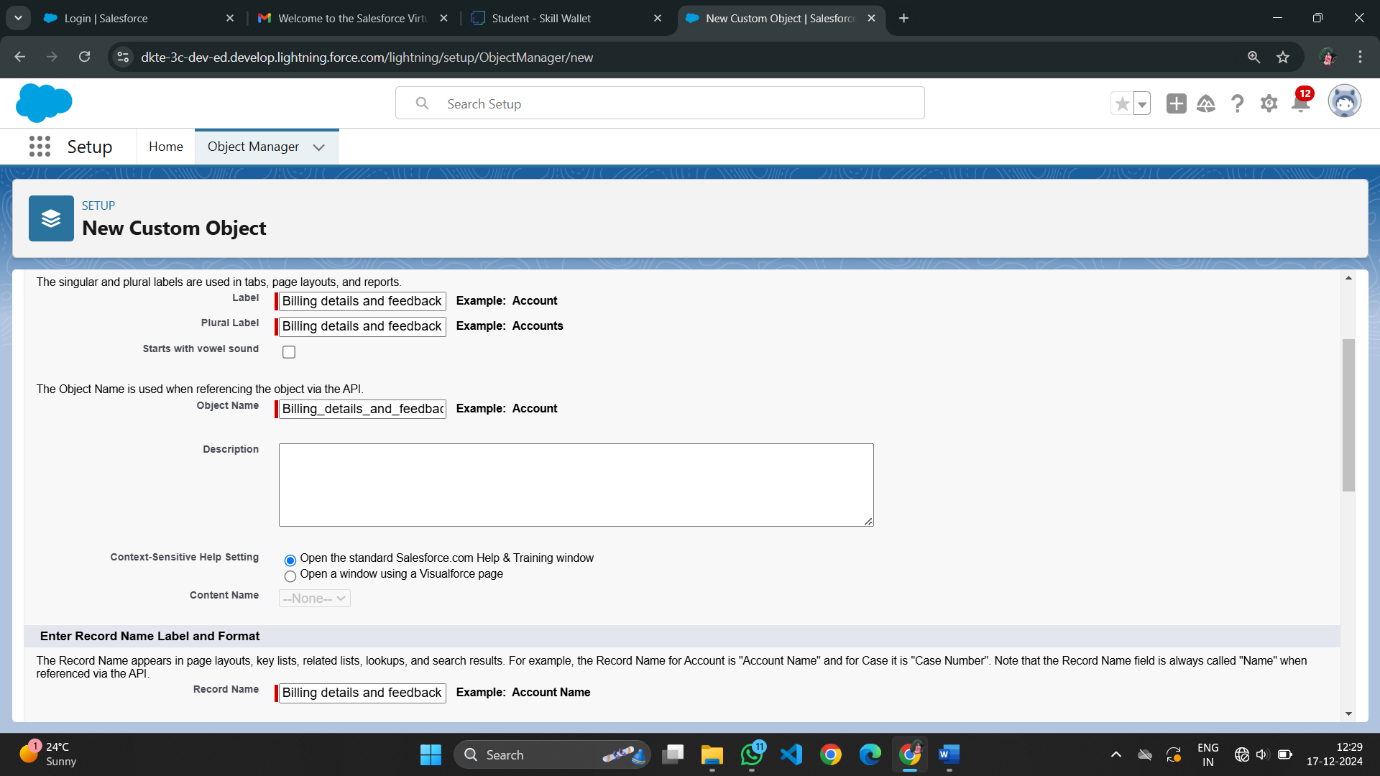 Login | Salesforce
Welcome to the Salesforce Virtu
Student - Skill Wallet
New Custom Object | Salesforce
dkte-3c-dev-ed.develop.lightning.force.com/lightning/setup/ObjectManager/new
Search Setup
12
Setup
Home
Object Manager
SETUP
New Custom Object
The singular and plural labels are used in tabs, page layouts, and reports.
Label Billing details and feedback Example: Account
Plural Label Billing details and feedback Example: Accounts
Starts with vowel sound
The Object Name is used when referencing the object via the API.
Object Name Billing_details_and_feedbac Example: Account
Description
Context-Sensitive Help Setting Open the standard Salesforce.com Help & Training window
Open a window using a Visualforce page
Content Name --None--
Enter Record Name Label and Format
The Record Name appears in page layouts, key lists, related lists, lookups, and search results. For example, the Record Name for Account is "Account Name" and for Case it is "Case Number". Note that the Record Name field is always called "Name" when
referenced via the API.
Record Name Billing details and feedback Example: Account Name
1
24°C
Sunny
Search
11
ENG
IN
12:29
17-12-2024